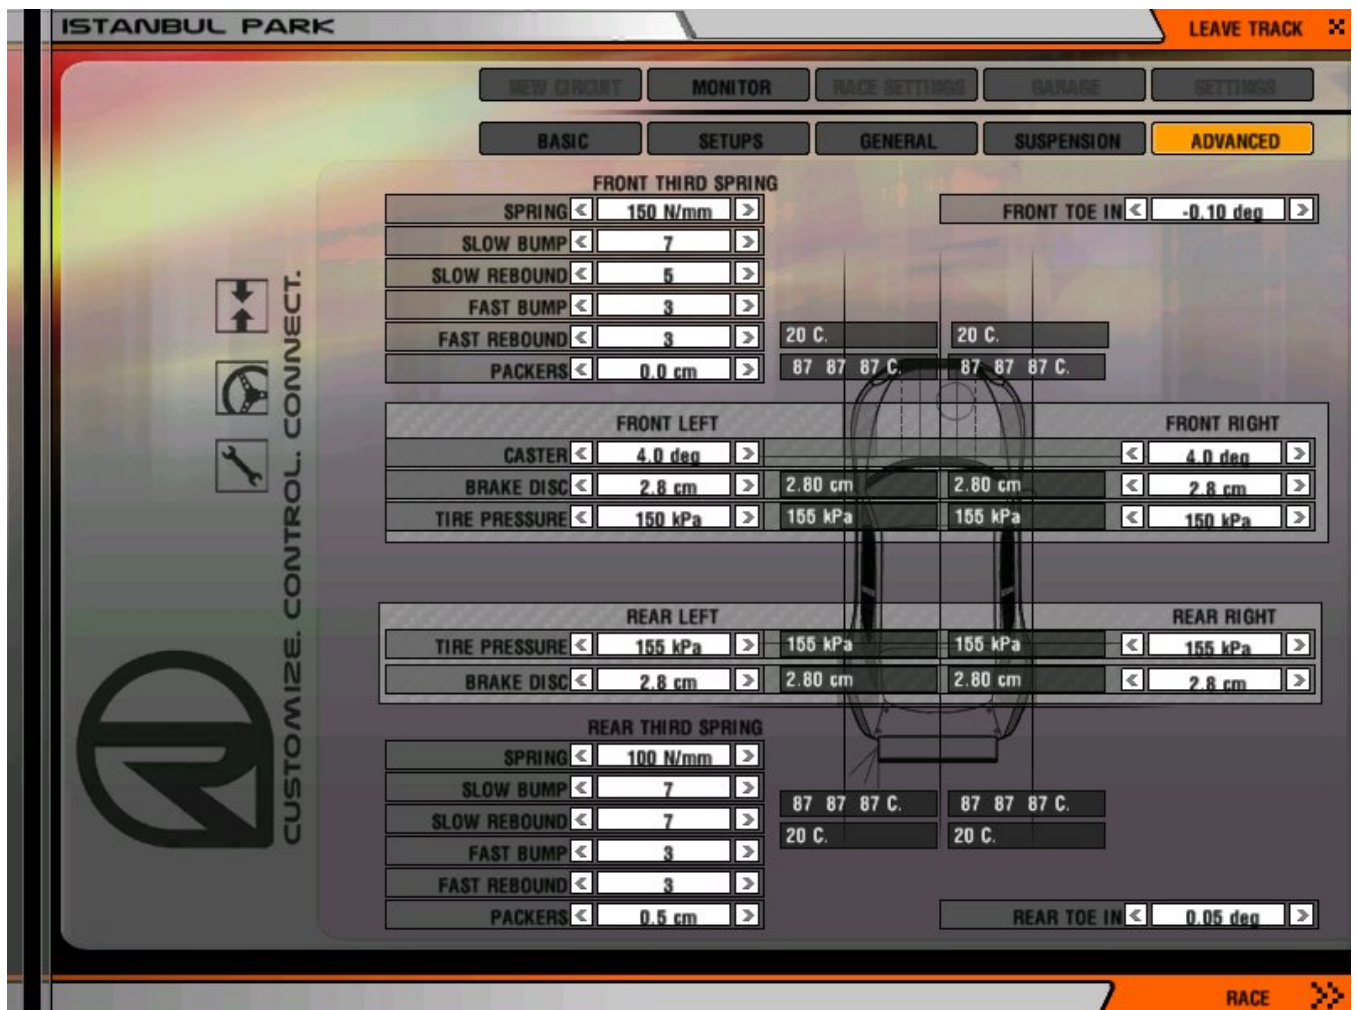 ISTANBUL PARK LEAVE TRACK
NEW CIRCUIT MONITOR RACE SETTINGS GARAGE SETTINGS
BASIC SETUPS GENERAL SUSPENSION ADVANCED
FRONT THIRD SPRING
SPRING 150 N/mm FRONT TOE IN -0.10 deg
SLOW BUMP 7
SLOW REBOUND 5
FAST BUMP 3
FAST REBOUND 3 20 C. 20 C.
PACKERS 0.0 cm 87 87 87 C. 87 87 87 C.
FRONT LEFT FRONT RIGHT
CASTER 4.0 deg 4.0 deg
BRAKE DISC 2.8 cm 2.80 cm 2.80 cm 2.8 cm
TIRE PRESSURE 150 kPa 155 kPa 155 kPa 150 kPa
REAR LEFT REAR RIGHT
TIRE PRESSURE 155 kPa 155 kPa 155 kPa 155 kPa
BRAKE DISC 2.8 cm 2.80 cm 2.80 cm 2.8 cm
REAR THIRD SPRING
SPRING 100 N/mm
SLOW BUMP 7
87 87 87 C. 87 87 87 C.
SLOW REBOUND 7
20 C. 20 C.
FAST BUMP 3
FAST REBOUND 3
PACKERS 0.5 cm REAR TOE IN 0.05 deg
CUSTOMIZE. CONTROL. CONNECT.
RACE